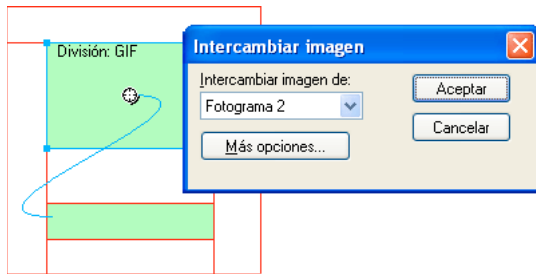 División: GIF
Intercambiar imagen
Intercambiar imagen de:
Fotograma 2
Más opciones...
Aceptar
Cancelar